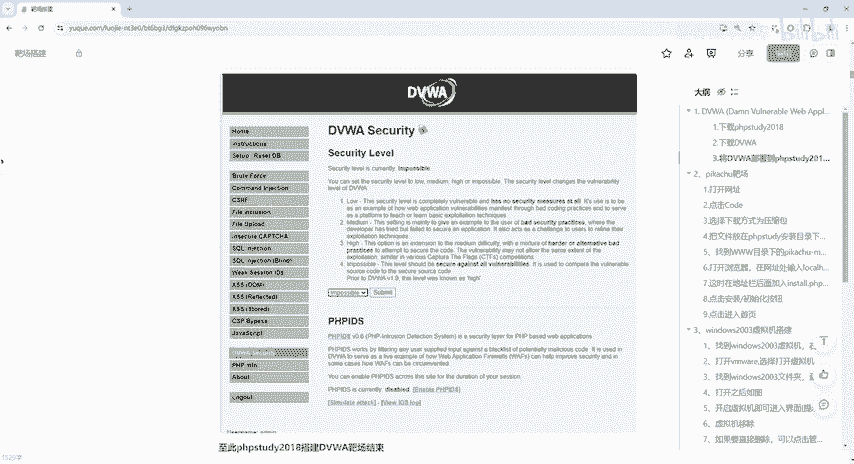 靶场搭建
yuque.com/fuojie-nt3e0/bt6bgi3/dfgkzpoh096wyobn
bilibili
靶场搭建
分享
DVWA
Home
Instructions
Setup / Reset DB
Brute Force
Command Injection
CSRF
File Inclusion
File Upload
Insecure CAPTCHA
SQL Injection
SQL Injection (Blind)
Weak Session IDs
XSS (DOM)
XSS (Reflected)
XSS (Stored)
CSP Bypass
JavaScript
PHP Info
About
Logout
Username: admin
DVWA Security
Security Level
Security level is currently: impossible.
You can set the security level to low, medium, high or impossible. The security level changes the vulnerability
level of DVWA:
1. Low - This security level is completely vulnerable and has no security measures at all. It's use is to be
as an example of how web application vulnerabilities manifest through bad coding practices and to serve
as a platform to teach or learn basic exploitation techniques.
2. Medium - This setting is mainly to give an example to the user of bad security practices, where the
developer has tried but failed to secure an application. It also acts as a challenge to users to refine their
exploitation techniques.
3. High - This option is an extension to the medium difficulty, with a mixture of harder or alternative bad
practices to attempt to secure the code. The vulnerability may not allow the same extent of the
exploitation, similar in various Capture The Flags (CTFs) competitions.
4. Impossible - This level should be secure against all vulnerabilities. It is used to compare the vulnerable
source code to the secure source code.
Prior to DVWA v1.9, this level was known as 'high'.
Impossible Submit
PHPIDS
PHPIDS v0.6 (PHP-Intrusion Detection System) is a security layer for PHP based web applications.
PHPIDS works by filtering any user supplied input against a blacklist of potentially malicious code. It is used in
DVWA to serve as a live example of how Web Application Firewalls (WAFs) can help improve security and in
some cases how WAFs can be circumvented.
You can enable PHPIDS across this site for the duration of your session.
PHPIDS is currently: disabled. [Enable PHPIDS]
[Simulate attack] - [View IDS log]
至此phpstudy2018搭建DVWA靶场结束
大纲
1. DVWA (Damn Vulnerable Web Appl...
1.下载phpstudy2018
2.下载DVWA
3.将DVWA部署到phpstudy201...
2、pikachu靶场
1.打开网址
2.点击Code
3.选择下载方式为压缩包
4.把文件放在phpstudy安装目录下...
5、找到WWW目录下的pikachu-m...
6.打开浏览器，在网址处输入localh...
7.这时在地址栏后面加入install.php...
8.点击安装/初始化按钮
9.点击进入首页
3、windows2003虚拟机搭建
1、找到windows2003虚拟机，
2、打开vmware,选择打开虚拟机
3、找到windows2003文件夹，
4、打开之后如图
5、开启虚拟机即可进入界面
6、虚拟机移除
7、如果要直接删除，可以点击管...